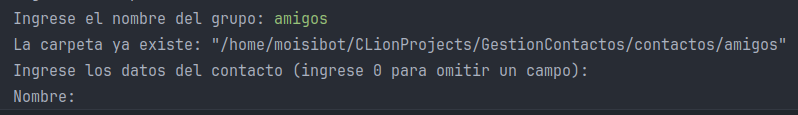 Ingrese el nombre del grupo: amigos
La carpeta ya existe: "/home/moisibot/CLionProjects/GestionContactos/contactos/amigos"
Ingrese los datos del contacto (ingrese 0 para omitir un campo):
Nombre: